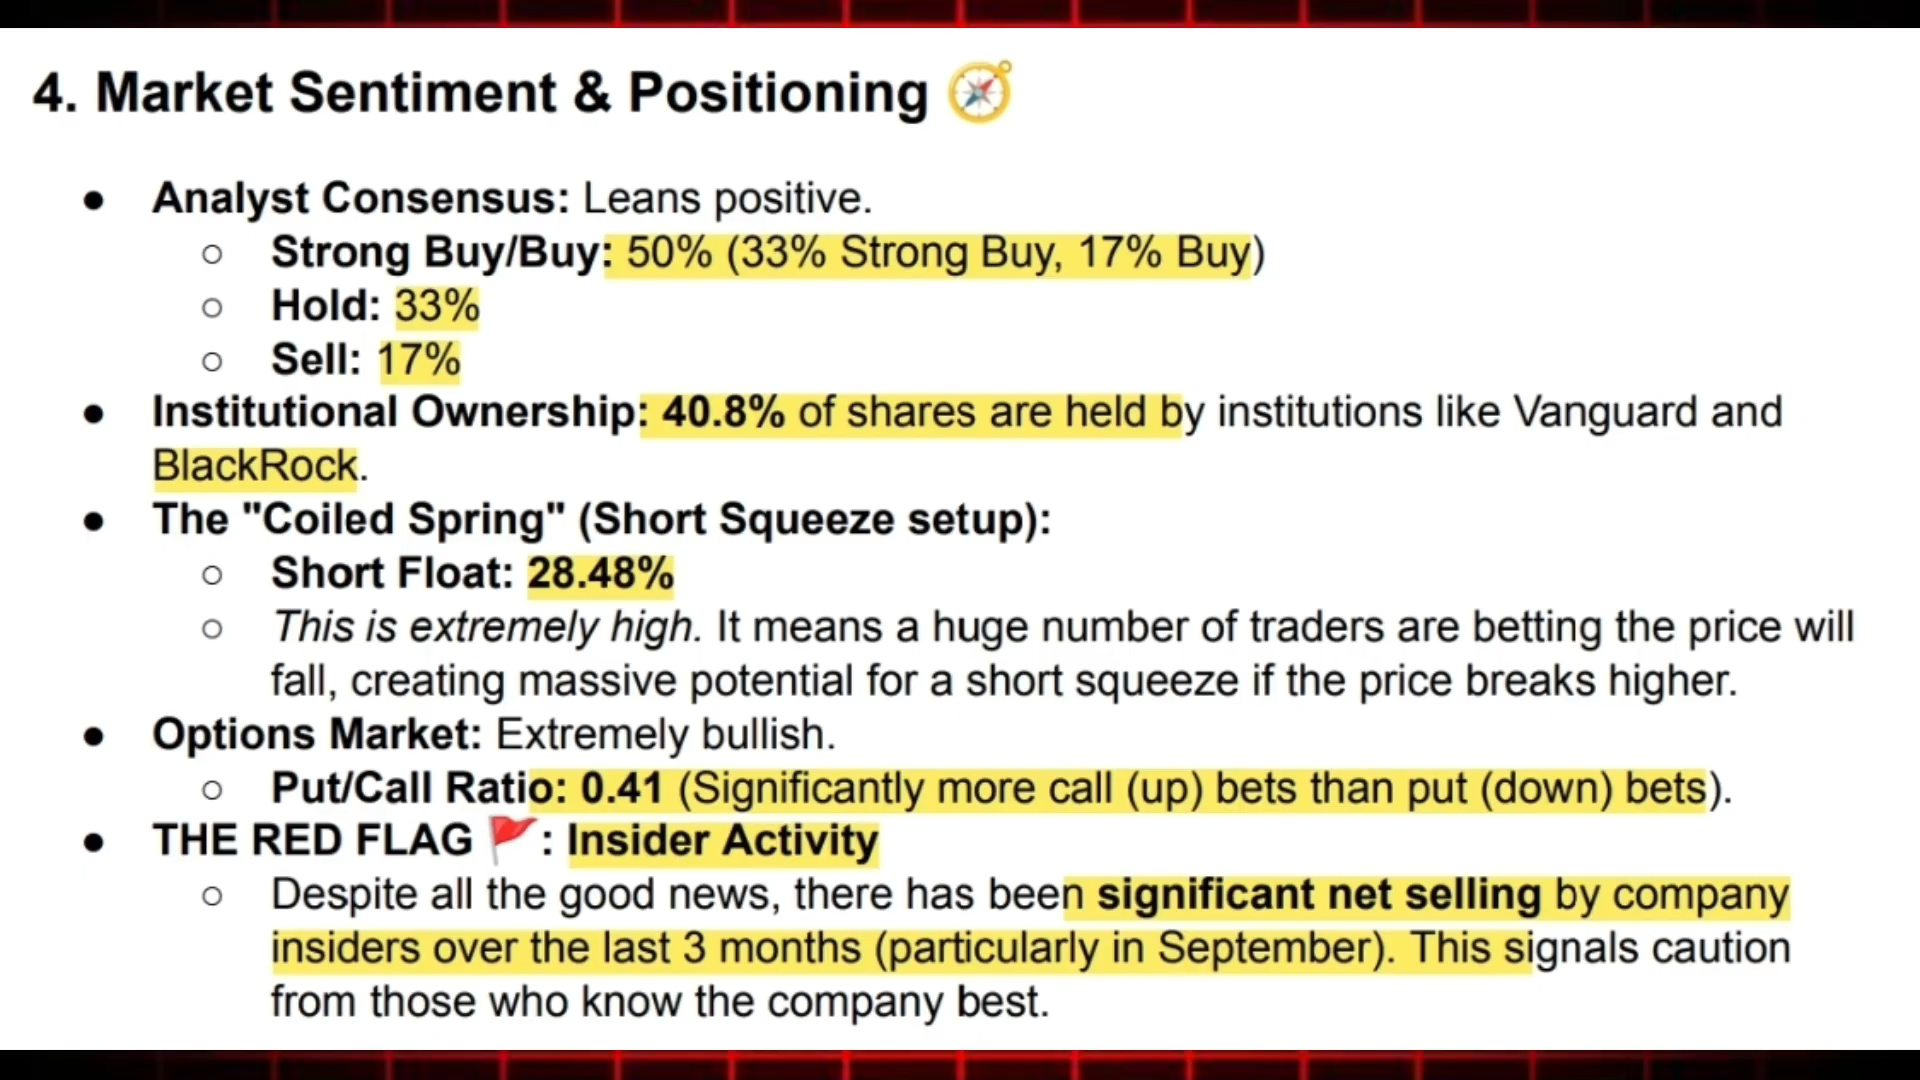 4. Market Sentiment & Positioning 🧭
● Analyst Consensus: Leans positive.
○ Strong Buy/Buy: 50% (33% Strong Buy, 17% Buy)
○ Hold: 33%
○ Sell: 17%
● Institutional Ownership: 40.8% of shares are held by institutions like Vanguard and
BlackRock.
● The "Coiled Spring" (Short Squeeze setup):
○ Short Float: 28.48%
○ This is extremely high. It means a huge number of traders are betting the price will
fall, creating massive potential for a short squeeze if the price breaks higher.
● Options Market: Extremely bullish.
○ Put/Call Ratio: 0.41 (Significantly more call (up) bets than put (down) bets).
● THE RED FLAG 🚩: Insider Activity
○ Despite all the good news, there has been significant net selling by company
insiders over the last 3 months (particularly in September). This signals caution
from those who know the company best.